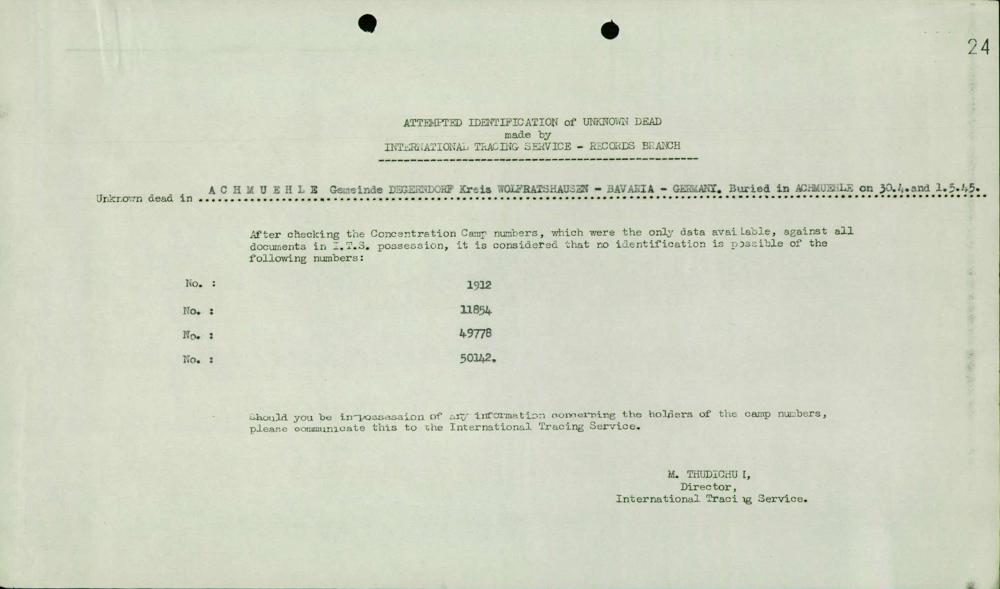 24
ATTEMPTED IDENTIFICATION of UNKNOWN DEAD
made by
INTERNATIONAL TRACING SERVICE - RECORDS BRANCH
Unknown dead in A C H M U E H L E Gemeinde DEGERNDORF Kreis WOLFRATSHAUSEN - BAVARIA - GERMANY. Buried in ACHMUEHLE on 30.4.and 1.5.45.
After checking the Concentration Camp numbers, which were the only data available, against all
documents in I.T.S. possession, it is considered that no identification is possible of the
following numbers:
No. : 1912
No. : 11854
No. : 49778
No. : 50142.
Should you be in possession of any information concerning the holders of the camp numbers,
please communicate this to the International Tracing Service.
M. THUDICHU I,
Director,
International Traci g Service.